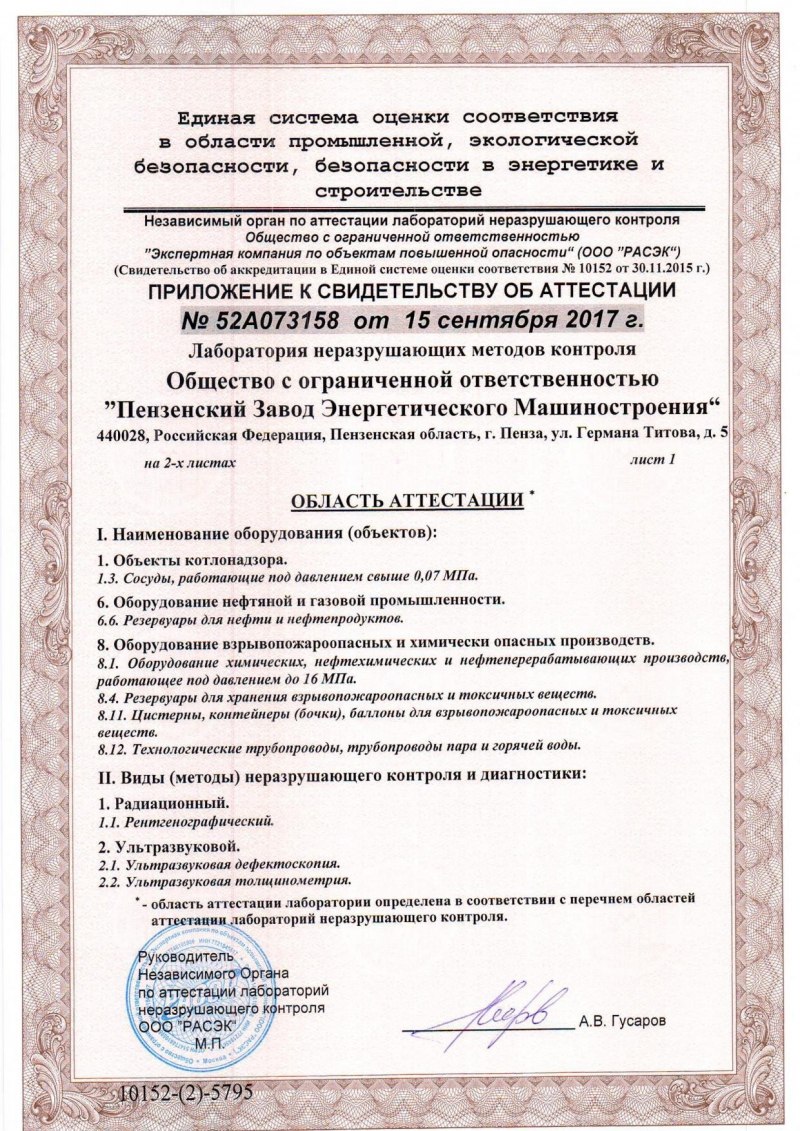 Единая система оценки соответствия
в области промышленной, экологической
безопасности, безопасности в энергетике и
строительстве
Независимый орган по аттестации лабораторий неразрушающего контроля
Общество с ограниченной ответственностью
"Экспертная компания по объектам повышенной опасности“ (ООО "РАСЭК“)
(Свидетельство об аккредитации в Единой системе оценки соответствия № 10152 от 30.11.2015 г.)
ПРИЛОЖЕНИЕ К СВИДЕТЕЛЬСТВУ ОБ АТТЕСТАЦИИ
№ 52А073158 от 15 сентября 2017 г.
Лаборатория неразрушающих методов контроля
Общество с ограниченной ответственностью
”Пензенский Завод Энергетического Машиностроения“
440028, Российская Федерация, Пензенская область, г. Пенза, ул. Германа Титова, д. 5
на 2-х листах лист 1
ОБЛАСТЬ АТТЕСТАЦИИ *
I. Наименование оборудования (объектов):
1. Объекты котлонадзора.
1.3. Сосуды, работающие под давлением свыше 0,07 МПа.
6. Оборудование нефтяной и газовой промышленности.
6.6. Резервуары для нефти и нефтепродуктов.
8. Оборудование взрывопожароопасных и химически опасных производств.
8.1. Оборудование химических, нефтехимических и нефтеперерабатывающих производств,
работающее под давлением до 16 МПа.
8.4. Резервуары для хранения взрывопожароопасных и токсичных веществ.
8.11. Цистерны, контейнеры (бочки), баллоны для взрывопожароопасных и токсичных
веществ.
8.12. Технологические трубопроводы, трубопроводы пара и горячей воды.
II. Виды (методы) неразрушающего контроля и диагностики:
1. Радиационный.
1.1. Рентгенографический.
2. Ультразвуковой.
2.1. Ультразвуковая дефектоскопия.
2.2. Ультразвуковая толщинометрия.
* - область аттестации лаборатории определена в соответствии с перечнем областей
аттестации лабораторий неразрушающего контроля.
Руководитель
Независимого Органа
по аттестации лабораторий
неразрушающего контроля
ООО "РАСЭК"
М.П.
А.В. Гусаров
10152-(2)-5795